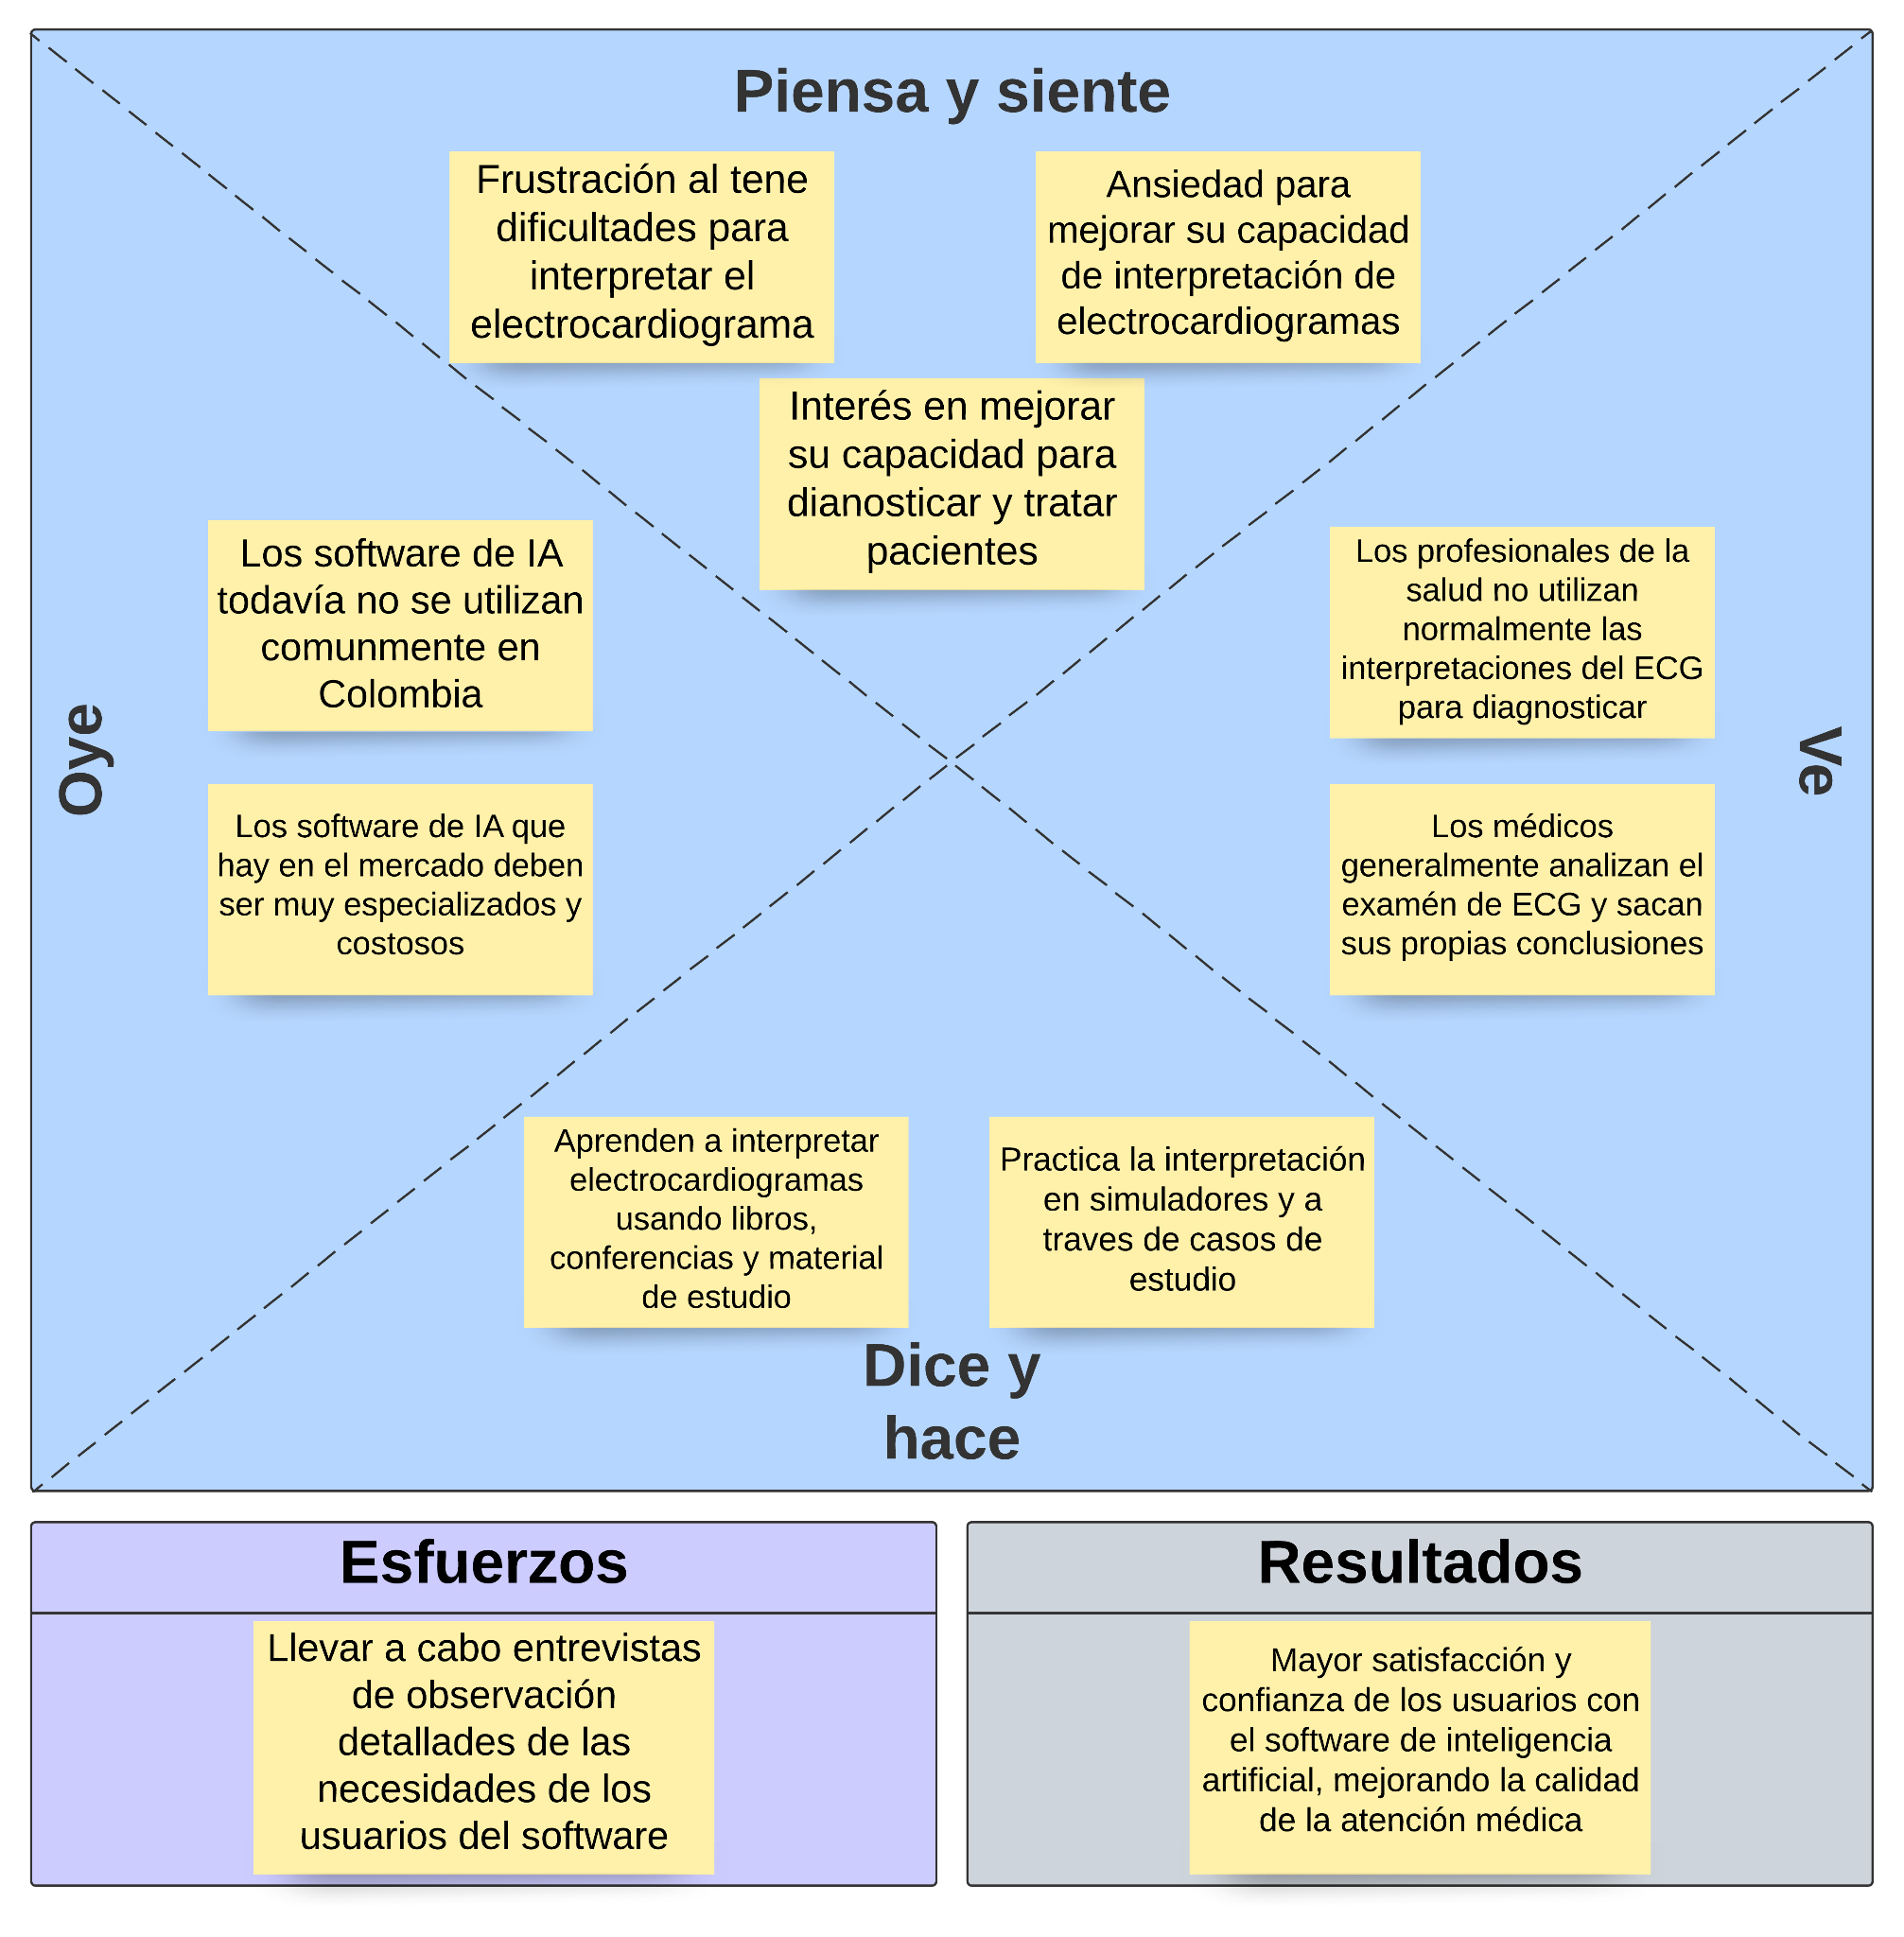 Piensa y siente
Frustración al tene
dificultades para
interpretar el
electrocardiograma
Ansiedad para
mejorar su capacidad
de interpretación de
electrocardiogramas
Interés en mejorar
su capacidad para
dianosticar y tratar
pacientes
Oye
Los software de IA
todavía no se utilizan
comunmente en
Colombia
Los software de IA que
hay en el mercado deben
ser muy especializados y
costosos
Ve
Los profesionales de la
salud no utilizan
normalmente las
interpretaciones del ECG
para diagnosticar
Los médicos
generalmente analizan el
examén de ECG y sacan
sus propias conclusiones
Aprenden a interpretar
electrocardiogramas
usando libros,
conferencias y material
de estudio
Practica la interpretación
en simuladores y a
traves de casos de
estudio
Dice y
hace
Esfuerzos
Llevar a cabo entrevistas
de observación
detallades de las
necesidades de los
usuarios del software
Resultados
Mayor satisfacción y
confianza de los usuarios con
el software de inteligencia
artificial, mejorando la calidad
de la atención médica